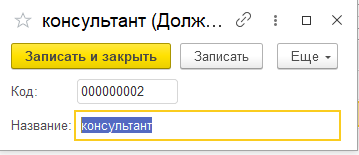 консультант (Долж...
Записать и закрыть Записать Еще
Код: 000000002
Название: консультант